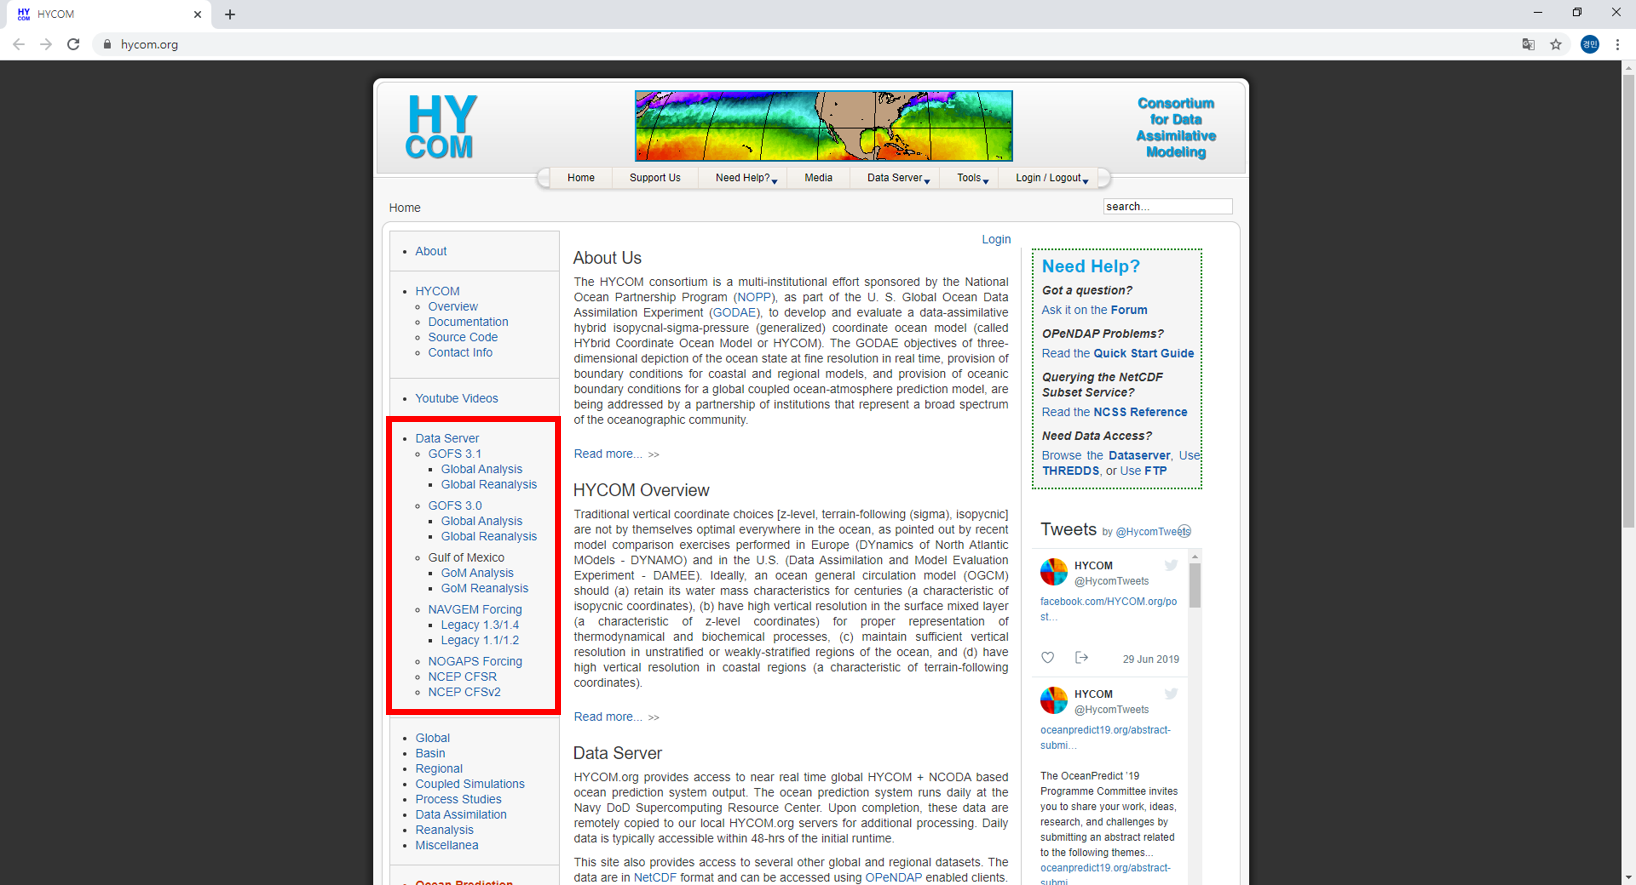 HYCOM
hycom.org
경민
HY
COM
Consortium
for Data
Assimilative
Modeling
Home
Support Us
Need Help?
Media
Data Server
Tools
Login / Logout
Home
search...
About
HYCOM
Overview
Documentation
Source Code
Contact Info
Youtube Videos
Data Server
GOFS 3.1
Global Analysis
Global Reanalysis
GOFS 3.0
Global Analysis
Global Reanalysis
Gulf of Mexico
GoM Analysis
GoM Reanalysis
NAVGEM Forcing
Legacy 1.3/1.4
Legacy 1.1/1.2
NOGAPS Forcing
NCEP CFSR
NCEP CFSv2
Global
Basin
Regional
Coupled Simulations
Process Studies
Data Assimilation
Reanalysis
Miscellanea
Ocean Prediction
Login
About Us
The HYCOM consortium is a multi-institutional effort sponsored by the National
Ocean Partnership Program (NOPP), as part of the U. S. Global Ocean Data
Assimilation Experiment (GODAE), to develop and evaluate a data-assimilative
hybrid isopycnal-sigma-pressure (generalized) coordinate ocean model (called
HYbrid Coordinate Ocean Model or HYCOM). The GODAE objectives of three-
dimensional depiction of the ocean state at fine resolution in real time, provision of
boundary conditions for coastal and regional models, and provision of oceanic
boundary conditions for a global coupled ocean-atmosphere prediction model, are
being addressed by a partnership of institutions that represent a broad spectrum
of the oceanographic community.
Read more... >>
HYCOM Overview
Traditional vertical coordinate choices [z-level, terrain-following (sigma), isopycnic]
are not by themselves optimal everywhere in the ocean, as pointed out by recent
model comparison exercises performed in Europe (DYnamics of North Atlantic
MOdels - DYNAMO) and in the U.S. (Data Assimilation and Model Evaluation
Experiment - DAMEE). Ideally, an ocean general circulation model (OGCM)
should (a) retain its water mass characteristics for centuries (a characteristic of
isopycnic coordinates), (b) have high vertical resolution in the surface mixed layer
(a characteristic of z-level coordinates) for proper representation of
thermodynamical and biochemical processes, (c) maintain sufficient vertical
resolution in unstratified or weakly-stratified regions of the ocean, and (d) have
high vertical resolution in coastal regions (a characteristic of terrain-following
coordinates).
Read more... >>
Data Server
HYCOM.org provides access to near real time global HYCOM + NCODA based
ocean prediction system output. The ocean prediction system runs daily at the
Navy DoD Supercomputing Resource Center. Upon completion, these data are
remotely copied to our local HYCOM.org servers for additional processing. Daily
data is typically accessible within 48-hrs of the initial runtime.
This site also provides access to several other global and regional datasets. The
data are in NetCDF format and can be accessed using OPeNDAP enabled clients.
Need Help?
Got a question?
Ask it on the Forum
OPeNDAP Problems?
Read the Quick Start Guide
Querying the NetCDF
Subset Service?
Read the NCSS Reference
Need Data Access?
Browse the Dataserver, Use
THREDDS, or Use FTP
Tweets by @HycomTweets
HYCOM
@HycomTweets
facebook.com/HYCOM.org/po
st...
29 Jun 2019
HYCOM
@HycomTweets
oceanpredict19.org/abstract-
submi...
The OceanPredict '19
Programme Committee invites
you to share your work, ideas,
research, and challenges by
submitting an abstract related
to the following themes...
oceanpredict19.org/abstract-
submi...